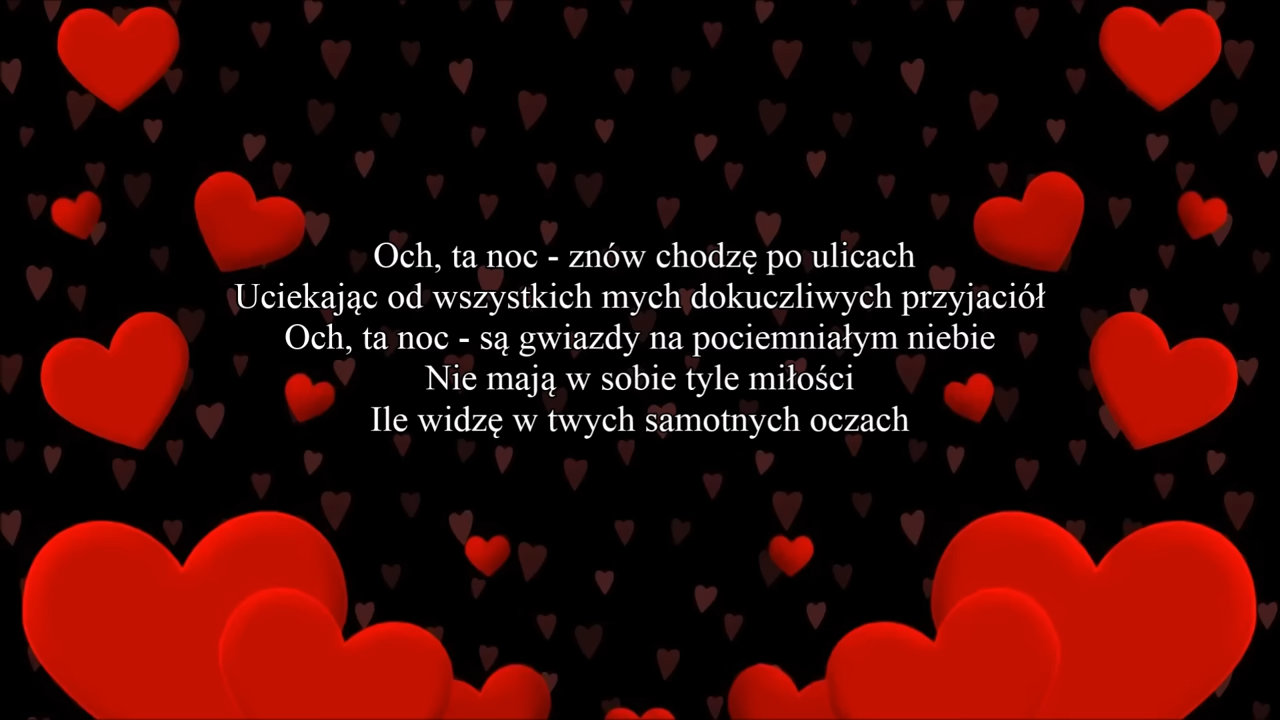 Och, ta noc - znów chodzę po ulicach
Uciekając od wszystkich mych dokuczliwych przyjaciół
Och, ta noc - są gwiazdy na pociemniałym niebie
Nie mają w sobie tyle miłości
Ile widzę w twych samotnych oczach